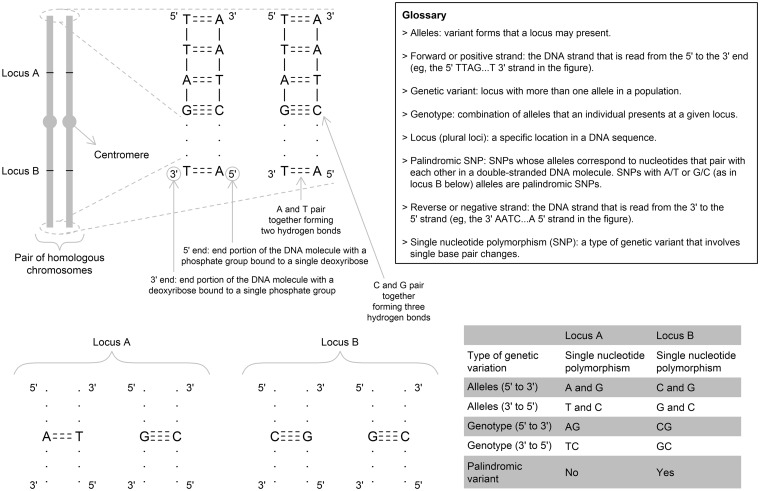 5' 3' 5' 3'
T A T A
T A T A
A T A T
G C G C
T A T A
3' 5' 3' 5'
Locus A
Centromere
Locus B
Pair of homologous
chromosomes
A and T pair
together forming
two hydrogen bonds
5' end: end portion of the DNA molecule with a
phosphate group bound to a single deoxyribose
3' end: end portion of the DNA molecule with a
deoxyribose bound to a single phosphate group
C and G pair
together
forming three
hydrogen bonds
Glossary
> Alleles: variant forms that a locus may present.
> Forward or positive strand: the DNA strand that is read from the 5' to the 3' end
(eg, the 5' TTAG...T 3' strand in the figure).
> Genetic variant: locus with more than one allele in a population.
> Genotype: combination of alleles that an individual presents at a given locus.
> Locus (plural loci): a specific location in a DNA sequence.
> Palindromic SNP: SNPs whose alleles correspond to nucleotides that pair with
each other in a double-stranded DNA molecule. SNPs with A/T or G/C (as in
locus B below) alleles are palindromic SNPs.
> Reverse or negative strand: the DNA strand that is read from the 3' to the
5' strand (eg, the 3' AATC...A 5' strand in the figure).
> Single nucleotide polymorphism (SNP): a type of genetic variant that involves
single base pair changes.
Locus A
5' 3' 5' 3'
A T G C
3' 5' 3' 5'
Locus B
5' 3' 5' 3'
C G G C
3' 5' 3' 5'
Locus A Locus B
Type of genetic Single nucleotide Single nucleotide
variation polymorphism polymorphism
Alleles (5' to 3') A and G C and G
Alleles (3' to 5') T and C G and C
Genotype (5' to 3') AG CG
Genotype (3' to 5') TC GC
Palindromic No Yes
variant